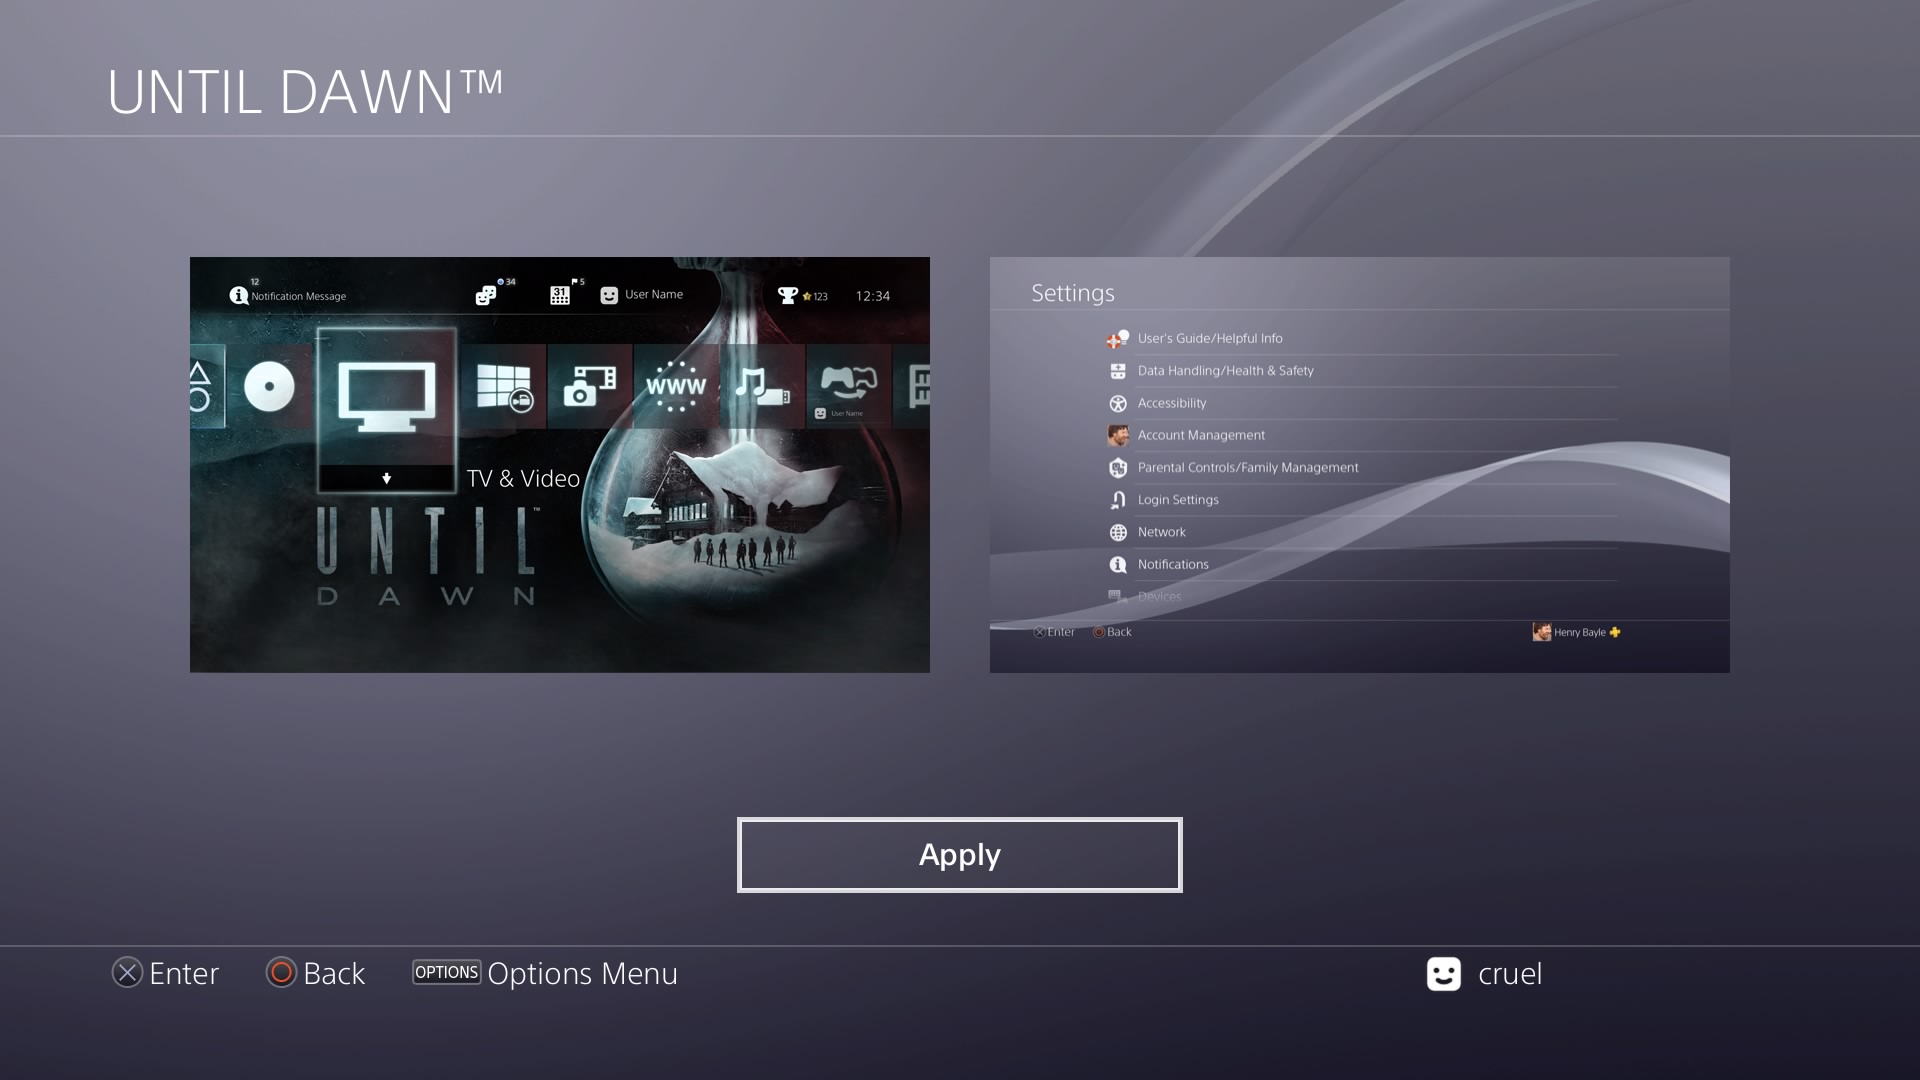 UNTIL DAWN™
12
Notification Message
34
31
5
User Name
123
12:34
WWW
User Name
TV & Video
UNTIL™
DAWN
Settings
User's Guide/Helpful Info
Data Handling/Health & Safety
Accessibility
Account Management
Parental Controls/Family Management
Login Settings
Network
Notifications
Devices
Enter
Back
Henry Bayle
Apply
Enter
Back
OPTIONS
Options Menu
cruel